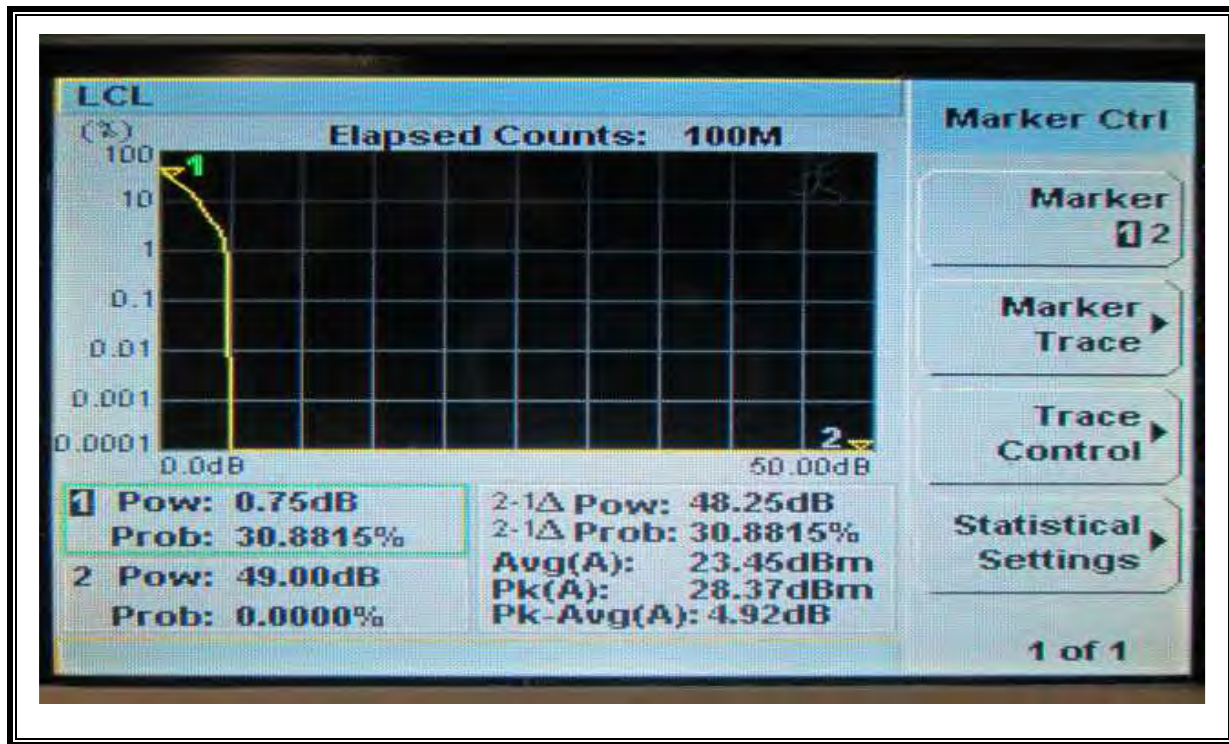 LCL
(%)
Elapsed Counts: 100M
100
10
1
0.1
0.01
0.001
0.0001
1
2
0.0dB
50.00dB
1 Pow: 0.75dB
Prob: 30.8815%
2 Pow: 49.00dB
Prob: 0.0000%
2-1Δ Pow: 48.25dB
2-1Δ Prob: 30.8815%
Avg(A): 23.45dBm
Pk(A): 28.37dBm
Pk-Avg(A): 4.92dB
Marker Ctrl
Marker
1 2
Marker
Trace
Trace
Control
Statistical
Settings
1 of 1